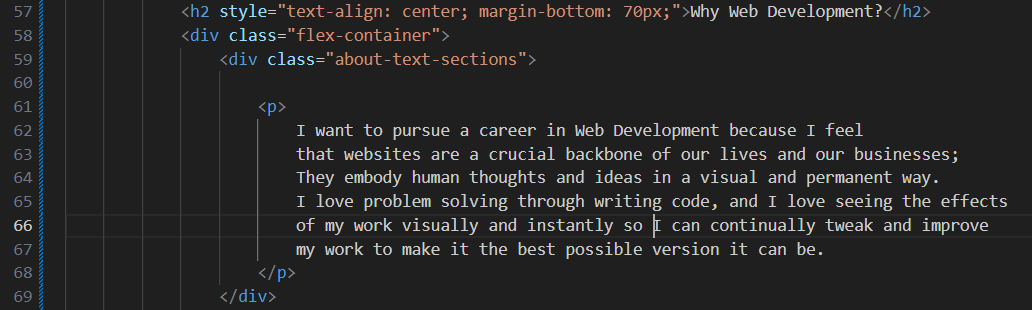 57 <h2 style="text-align: center; margin-bottom: 70px;">Why Web Development?</h2>
58 <div class="flex-container">
59 <div class="about-text-sections">
60
61 <p>
62 I want to pursue a career in Web Development because I feel
63 that websites are a crucial backbone of our lives and our businesses;
64 They embody human thoughts and ideas in a visual and permanent way.
65 I love problem solving through writing code, and I love seeing the effects
66 of my work visually and instantly so I can continually tweak and improve
67 my work to make it the best possible version it can be.
68 </p>
69 </div>